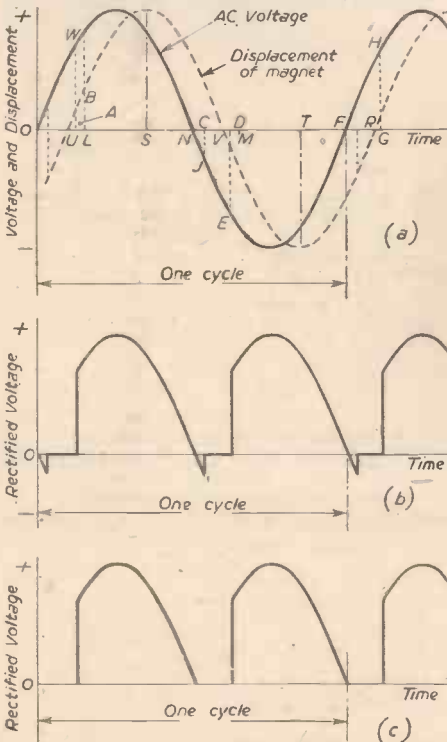 +
0
−
Voltage and Displacement
AC Voltage
Displacement
of magnet
W
B
A
U
L
S
N
C
V
D
M
J
E
T
F
R
G
H
(a)
One cycle
+
0
−
Rectified Voltage
Time
(b)
One cycle
+
0
Rectified Voltage
Time
(c)
One cycle